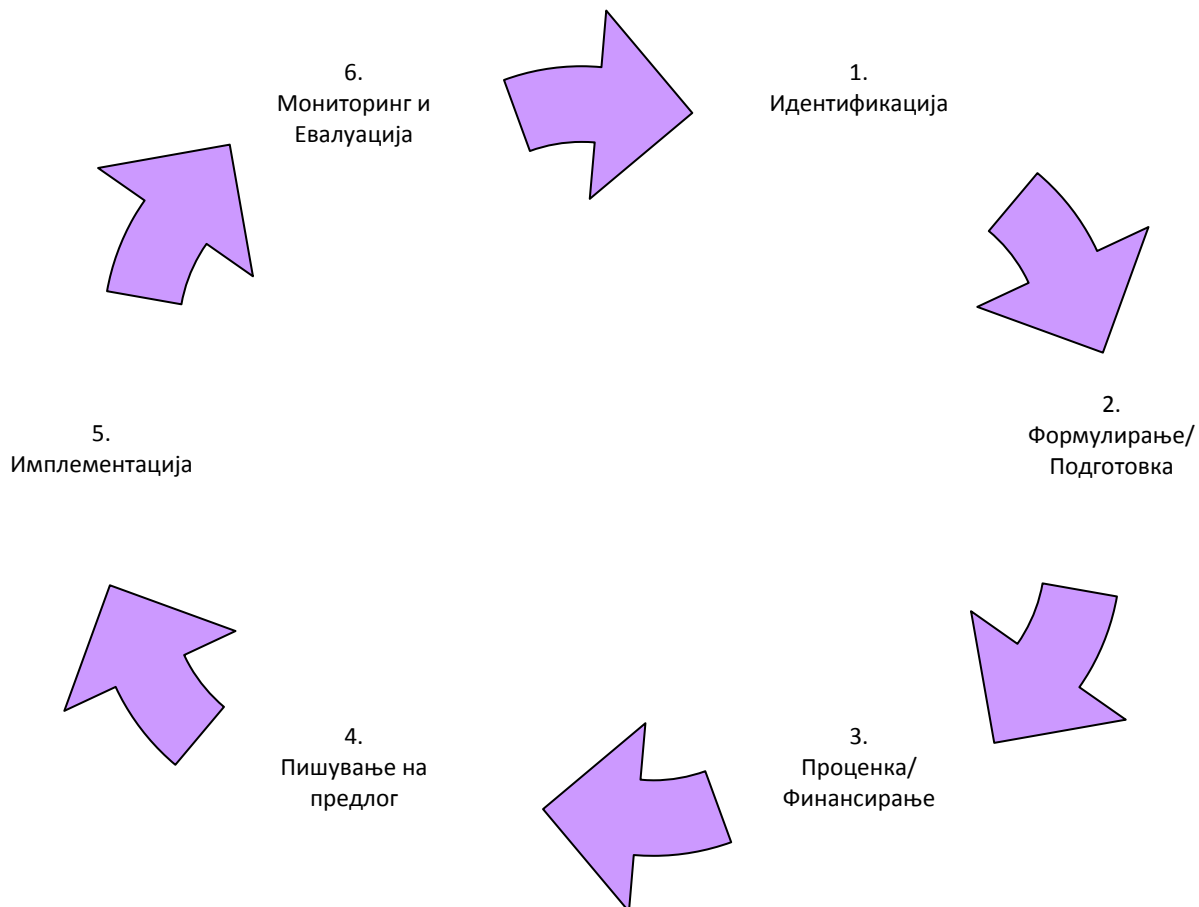 1.
Идентификација
2.
Формулирање/
Подготовка
3.
Проценка/
Финансирање
4.
Пишување на
предлог
5.
Имплементација
6.
Мониторинг и
Евалуација